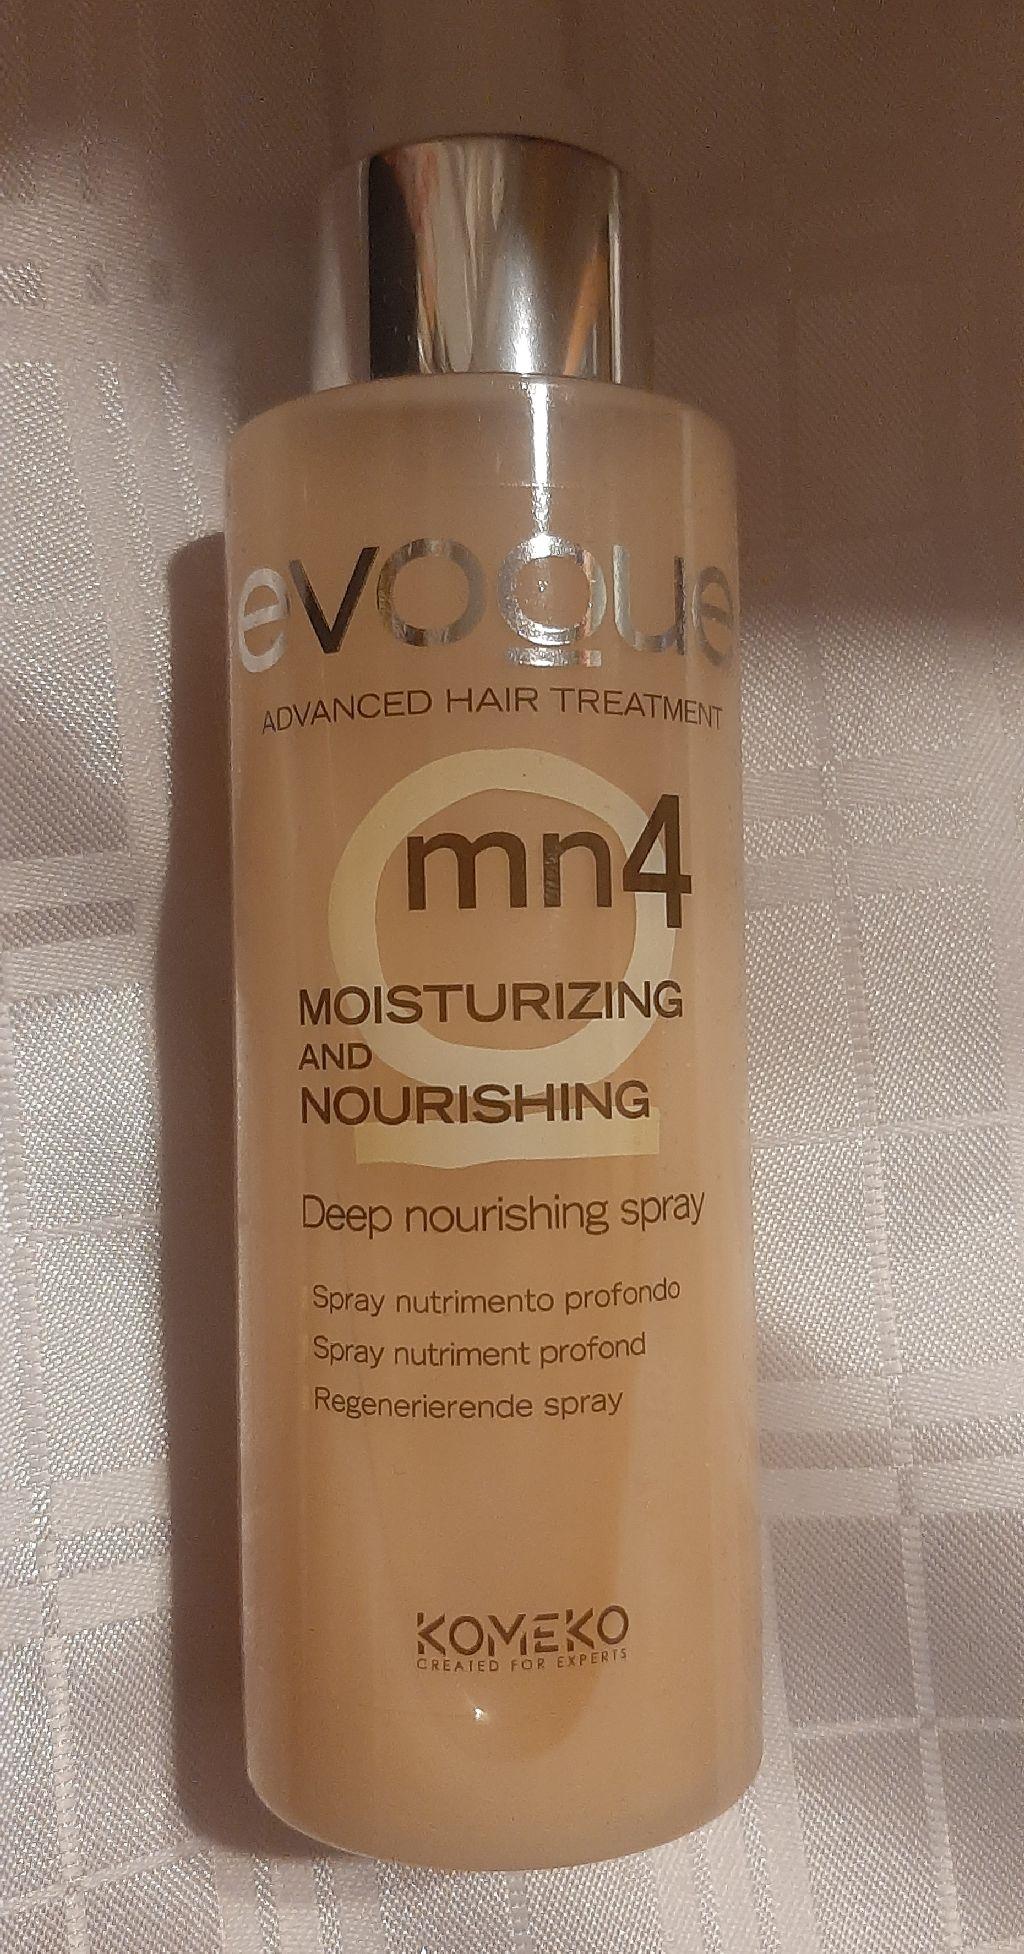 evoque
ADVANCED HAIR TREATMENT
mn4
MOISTURIZING
AND
NOURISHING
Deep nourishing spray
Spray nutrimento profondo
Spray nutriment profond
Regenerierende spray
KOMEKO
CREATED FOR EXPERTS